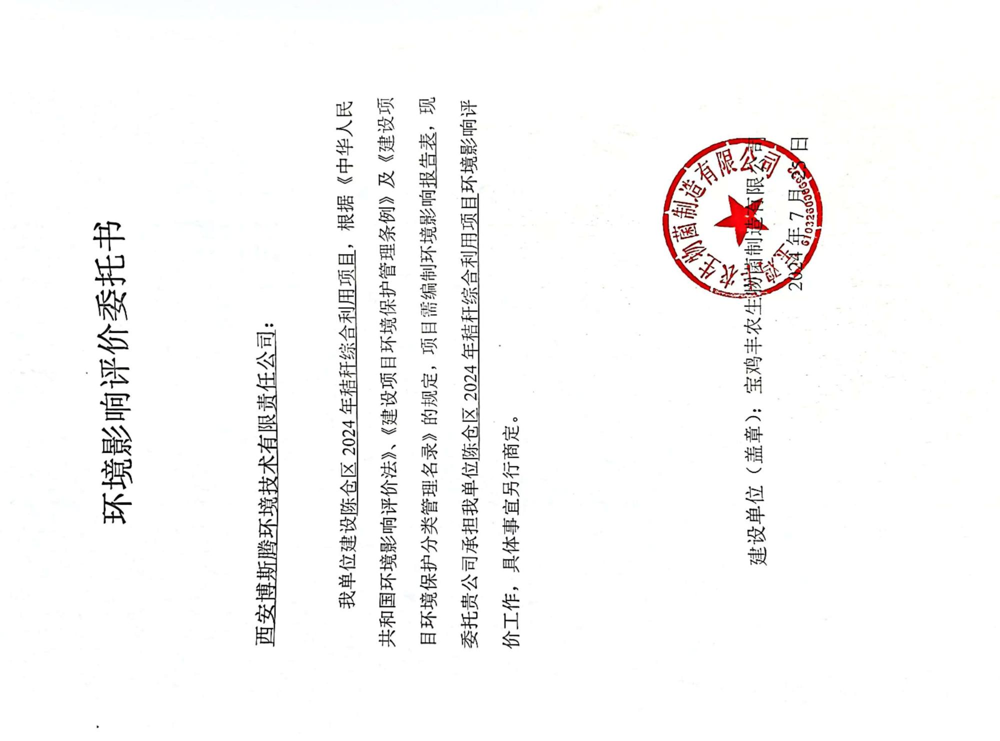 环境影响评价委托书
西安博斯腾环境技术有限责任公司：
我单位建设陈仓区 2024 年秸秆综合利用项目，根据《中华人民
共和国环境影响评价法》、《建设项目环境保护管理条例》及《建设项
目环境保护分类管理名录》的规定，项目需编制环境影响报告表，现
委托贵公司承担我单位陈仓区 2024 年秸秆综合利用项目环境影响评
价工作，具体事宜另行商定。
建设单位（盖章）：宝鸡丰农生物菌制造有限公司
2024 年 7 月 25 日
宝鸡丰农生物菌制造有限公司